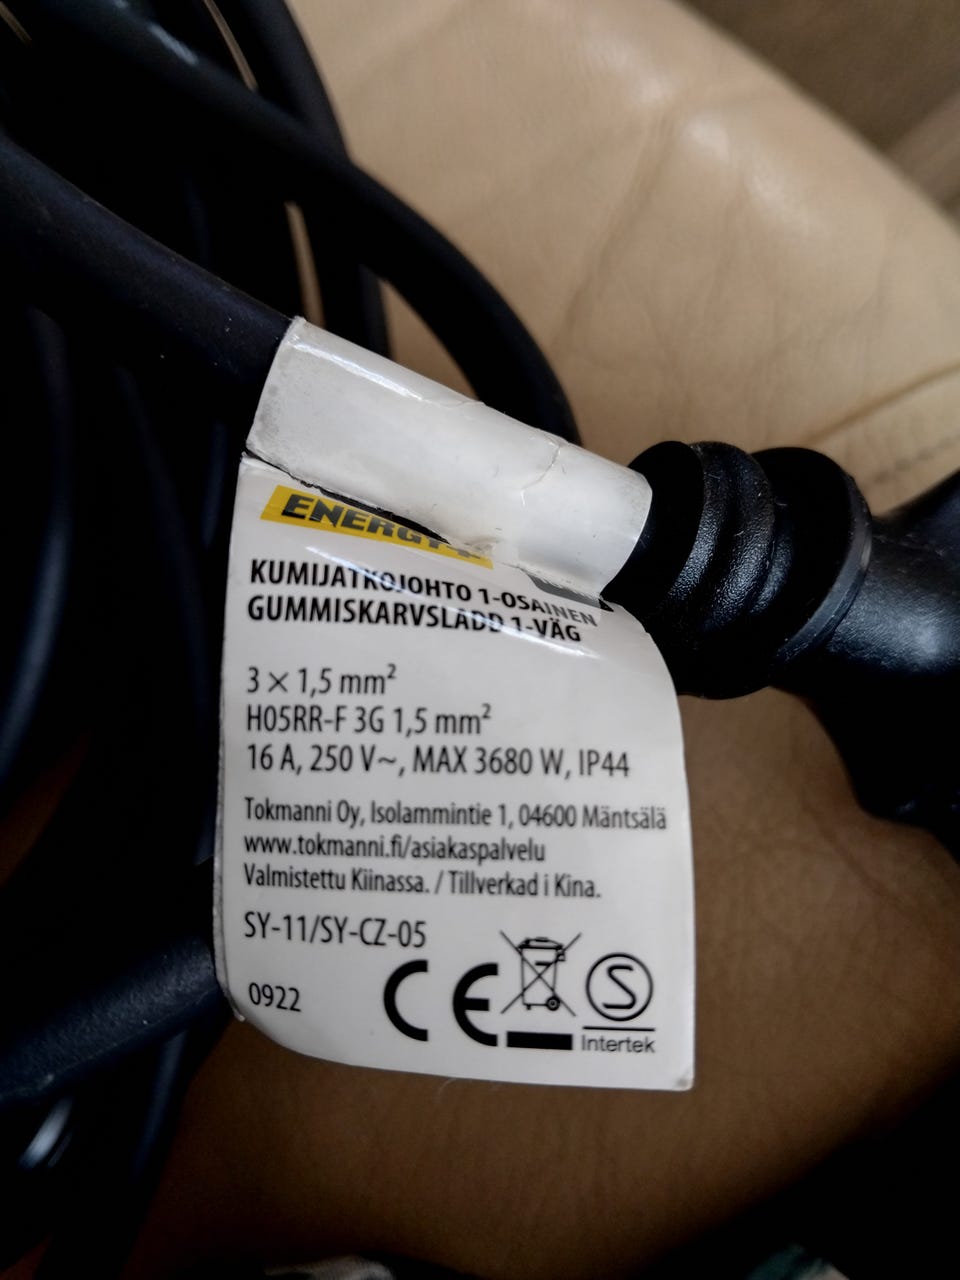 ENERGY+
KUMIJATKOJOHTO 1-OSAINEN
GUMMISKARVSLADD 1-VÄG
3 × 1,5 mm²
H05RR-F 3G 1,5 mm²
16 A, 250 V~, MAX 3680 W, IP44
Tokmanni Oy, Isolammintie 1, 04600 Mäntsälä
www.tokmanni.fi/asiakaspalvelu
Valmistettu Kiinassa. / Tillverkad i Kina.
SY-11/SY-CZ-05
0922
CE
S
Intertek